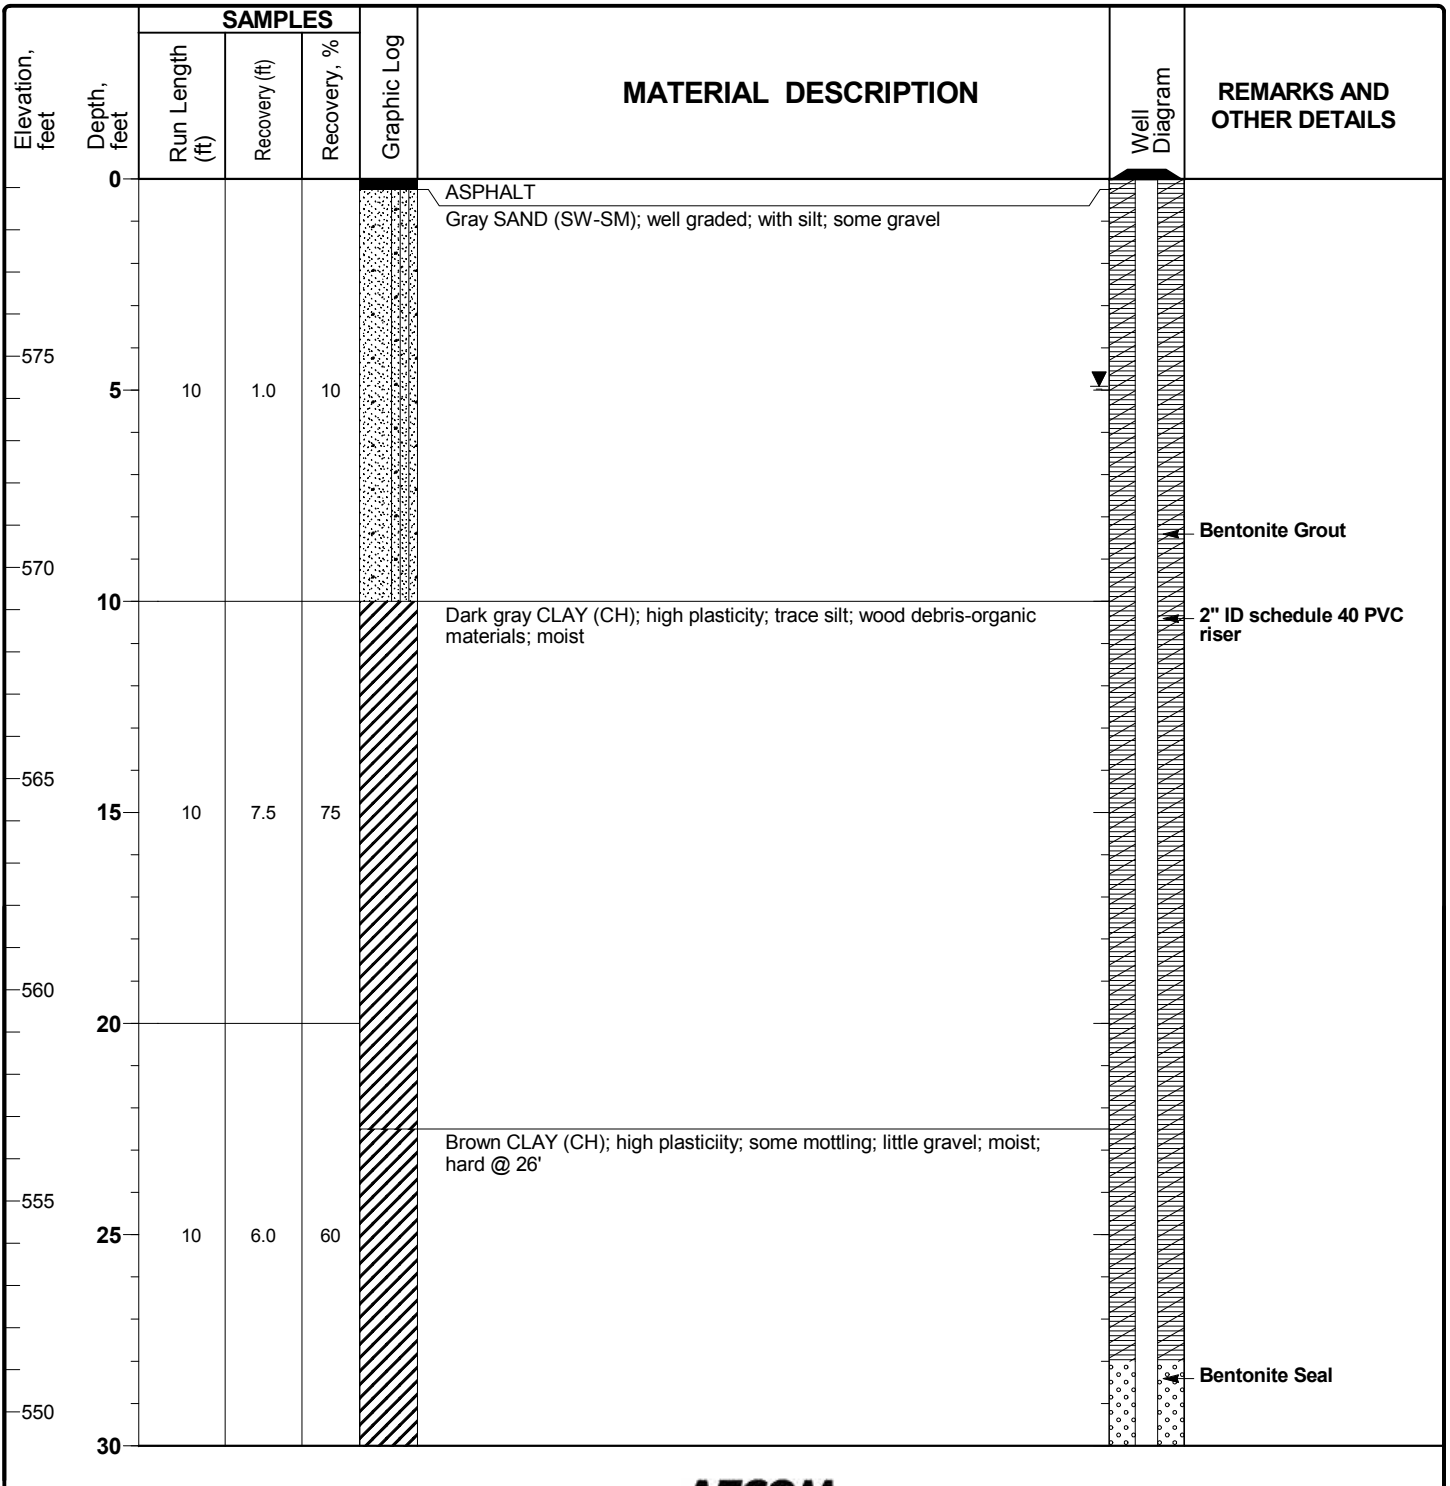 SAMPLES
Elevation,
feet
Depth,
feet
Run Length
(ft)
Recovery (ft)
Recovery, %
Graphic Log
MATERIAL DESCRIPTION
Well
Diagram
REMARKS AND
OTHER DETAILS
0
ASPHALT
Gray SAND (SW-SM); well graded; with silt; some gravel
575
5 10 1.0 10
Bentonite Grout
570
10
Dark gray CLAY (CH); high plasticity; trace silt; wood debris-organic
materials; moist
2" ID schedule 40 PVC
riser
565
15 10 7.5 75
560
20
Brown CLAY (CH); high plasticiity; some mottling; little gravel; moist;
hard @ 26'
555
25 10 6.0 60
Bentonite Seal
550
30
AECOM